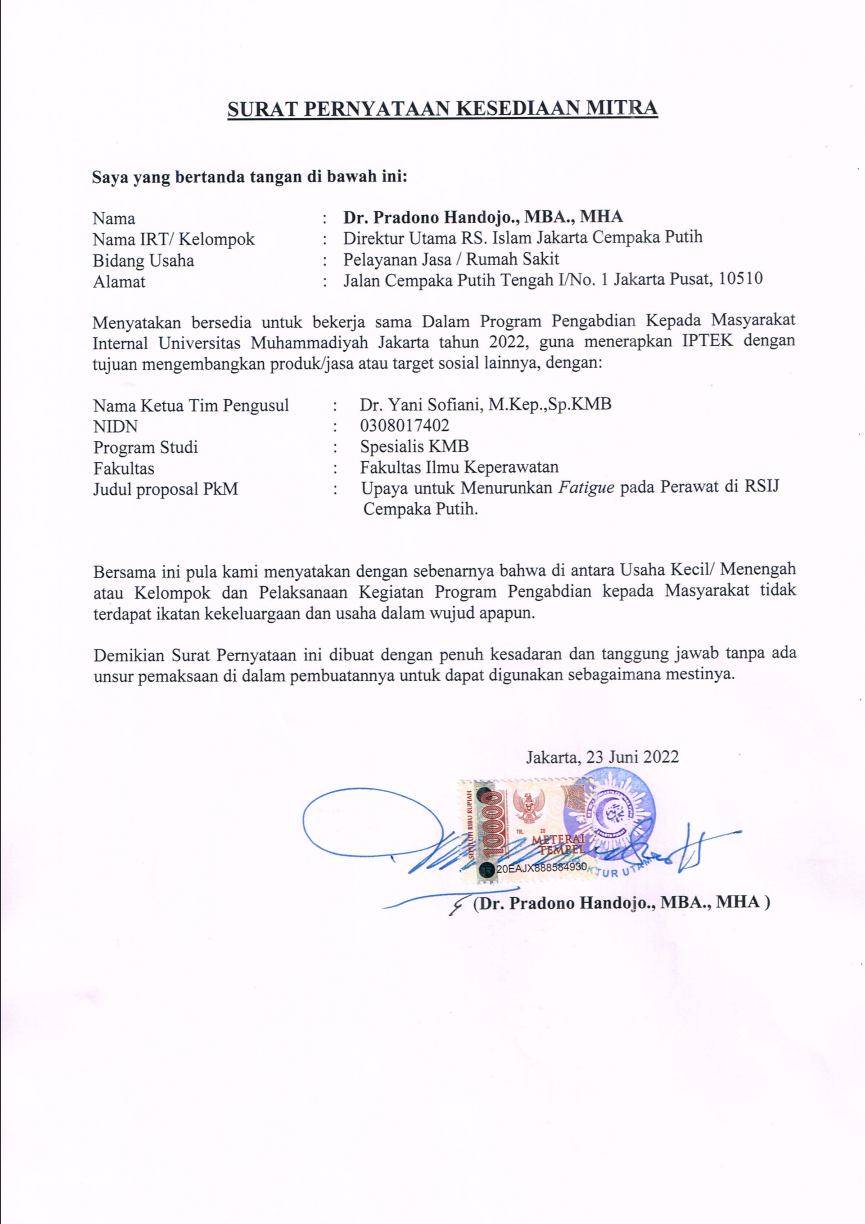 SURAT PERNYATAAN KESEDIAAN MITRA
Saya yang bertanda tangan di bawah ini:
Nama : Dr. Pradono Handojo., MBA., MHA
Nama IRT/ Kelompok : Direktur Utama RS. Islam Jakarta Cempaka Putih
Bidang Usaha : Pelayanan Jasa / Rumah Sakit
Alamat : Jalan Cempaka Putih Tengah I/No. 1 Jakarta Pusat, 10510
Menyatakan bersedia untuk bekerja sama Dalam Program Pengabdian Kepada Masyarakat
Internal Universitas Muhammadiyah Jakarta tahun 2022, guna menerapkan IPTEK dengan
tujuan mengembangkan produk/jasa atau target sosial lainnya, dengan:
Nama Ketua Tim Pengusul : Dr. Yani Sofiani, M.Kep.,Sp.KMB
NIDN : 0308017402
Program Studi : Spesialis KMB
Fakultas : Fakultas Ilmu Keperawatan
Judul proposal PkM : Upaya untuk Menurunkan Fatigue pada Perawat di RSIJ
Cempaka Putih.
Bersama ini pula kami menyatakan dengan sebenarnya bahwa di antara Usaha Kecil/ Menengah
atau Kelompok dan Pelaksanaan Kegiatan Program Pengabdian kepada Masyarakat tidak
terdapat ikatan kekeluargaan dan usaha dalam wujud apapun.
Demikian Surat Pernyataan ini dibuat dengan penuh kesadaran dan tanggung jawab tanpa ada
unsur pemaksaan di dalam pembuatannya untuk dapat digunakan sebagaimana mestinya.
Jakarta, 23 Juni 2022
SEPULUH RIBU RUPIAH
10000
TGL. 20
METERAI
TEMPEL
20EAJX888584930
UTAMA
(Dr. Pradono Handojo., MBA., MHA )